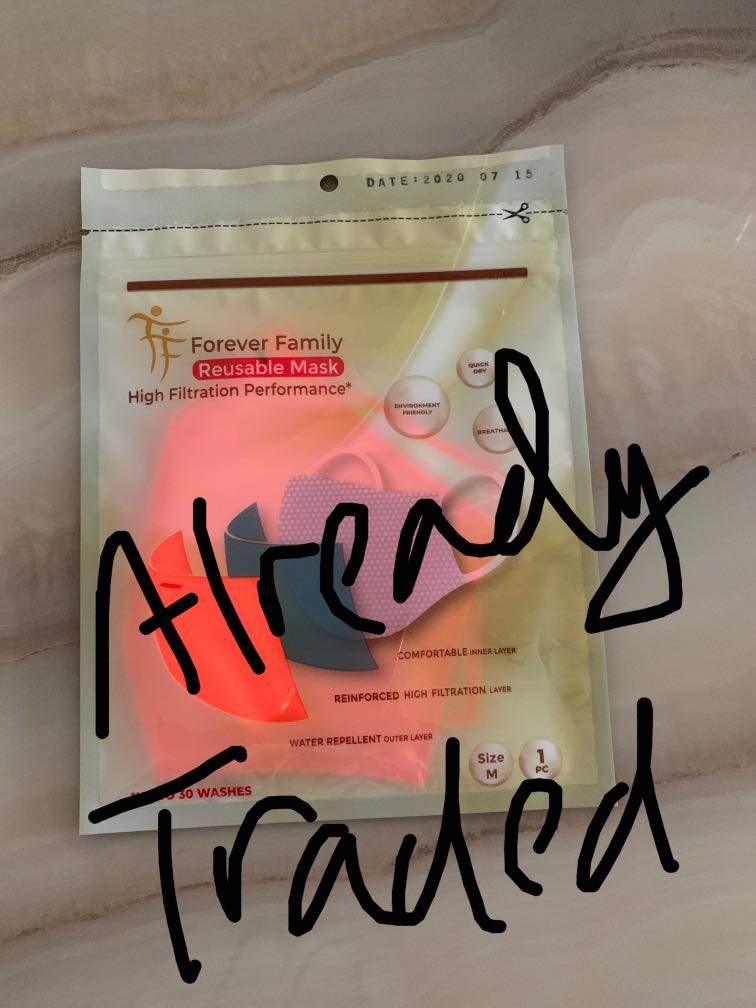 DATE:2020 07 15
Forever Family
Reusable Mask
High Filtration Performance*
QUICK
DRY
ENVIRONMENT
FRIENDLY
Already
COMFORTABLE INNER LAYER
REINFORCED HIGH FILTRATION LAYER
WATER REPELLENT OUTER LAYER
Size
M
1
PC
30 WASHES
Traded